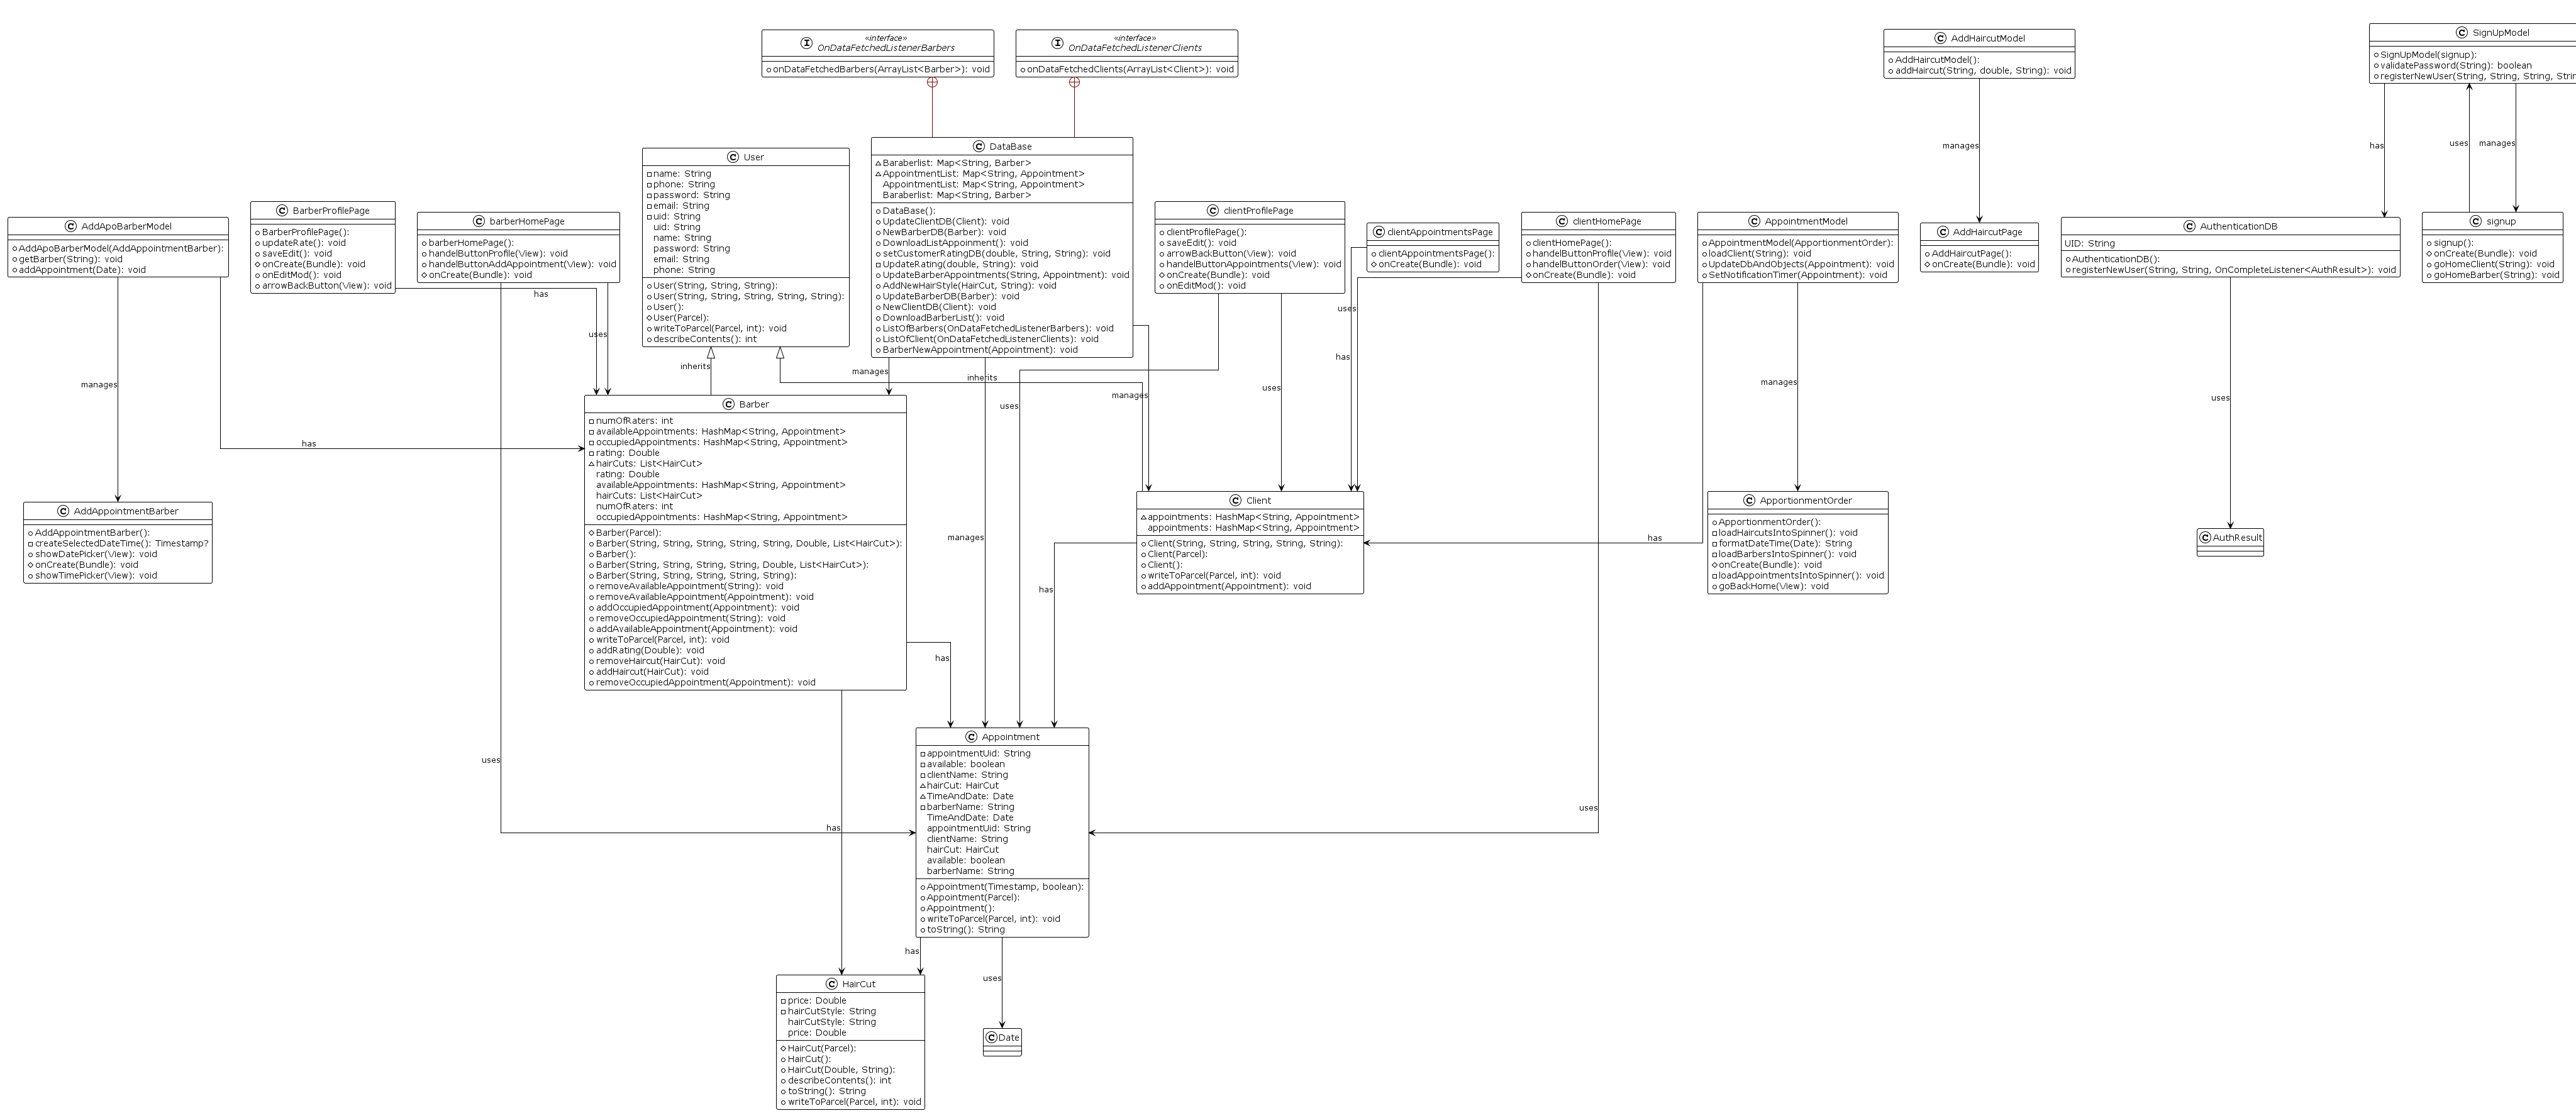 «interface»
OnDataFetchedListenerBarbers
onDataFetchedBarbers(ArrayList<Barber>): void
«interface»
OnDataFetchedListenerClients
onDataFetchedClients(ArrayList<Client>): void
AddHaircutModel
AddHaircutModel():
addHaircut(String, double, String): void
SignUpModel
SignUpModel(signup):
validatePassword(String): boolean
registerNewUser(String, String, String,
User
name: String
phone: String
password: String
email: String
uid: String
uid: String
name: String
password: String
email: String
phone: String
User(String, String, String):
User(String, String, String, String, String):
User():
User(Parcel):
writeToParcel(Parcel, int): void
describeContents(): int
DataBase
Baraberlist: Map<String, Barber>
AppointmentList: Map<String, Appointment>
AppointmentList: Map<String, Appointment>
Baraberlist: Map<String, Barber>
DataBase():
UpdateClientDB(Client): void
NewBarberDB(Barber): void
DownloadListAppoinment(): void
setCustomerRatingDB(double, String, String): void
UpdateRating(double, String): void
UpdateBarberAppointments(String, Appointment): void
AddNewHairStyle(HairCut, String): void
UpdateBarberDB(Barber): void
NewClientDB(Client): void
DownloadBarberList(): void
ListOfBarbers(OnDataFetchedListenerBarbers): void
ListOfClient(OnDataFetchedListenerClients): void
BarberNewAppointment(Appointment): void
manages
has
uses
manages
AddApoBarberModel
AddApoBarberModel(AddAppointmentBarber):
getBarber(String): void
addAppointment(Date): void
BarberProfilePage
BarberProfilePage():
updateRate(): void
saveEdit(): void
onCreate(Bundle): void
onEditMod(): void
arrowBackButton(View): void
barberHomePage
barberHomePage():
handelButtonProfile(View): void
handelButtonAddAppointment(View): void
onCreate(Bundle): void
clientProfilePage
clientProfilePage():
saveEdit(): void
arrowBackButton(View): void
handelButtonAppointments(View): void
onCreate(Bundle): void
onEditMod(): void
clientAppointmentsPage
clientAppointmentsPage():
onCreate(Bundle): void
clientHomePage
clientHomePage():
handelButtonProfile(View): void
handelButtonOrder(View): void
onCreate(Bundle): void
AppointmentModel
AppointmentModel(ApportionmentOrder):
loadClient(String): void
UpdateDbAndObjects(Appointment): void
SetNotificationTimer(Appointment): void
AddHaircutPage
AddHaircutPage():
onCreate(Bundle): void
AuthenticationDB
UID: String
AuthenticationDB():
registerNewUser(String, String, OnCompleteListener<AuthResult>): void
signup
signup():
onCreate(Bundle): void
goHomeClient(String): void
goHomeBarber(String): void
has
uses
uses
has
inherits
manages
inherits
manages
manages
uses
uses
manages
uses
Barber
numOfRaters: int
availableAppointments: HashMap<String, Appointment>
occupiedAppointments: HashMap<String, Appointment>
rating: Double
hairCuts: List<HairCut>
rating: Double
availableAppointments: HashMap<String, Appointment>
hairCuts: List<HairCut>
numOfRaters: int
occupiedAppointments: HashMap<String, Appointment>
Barber(Parcel):
Barber(String, String, String, String, String, Double, List<HairCut>):
Barber():
Barber(String, String, String, String, Double, List<HairCut>):
Barber(String, String, String, String, String):
removeAvailableAppointment(String): void
removeAvailableAppointment(Appointment): void
addOccupiedAppointment(Appointment): void
removeOccupiedAppointment(String): void
addAvailableAppointment(Appointment): void
writeToParcel(Parcel, int): void
addRating(Double): void
removeHaircut(HairCut): void
addHaircut(HairCut): void
removeOccupiedAppointment(Appointment): void
has
AddAppointmentBarber
AddAppointmentBarber():
createSelectedDateTime(): Timestamp?
showDatePicker(View): void
onCreate(Bundle): void
showTimePicker(View): void
Client
appointments: HashMap<String, Appointment>
appointments: HashMap<String, Appointment>
Client(String, String, String, String, String):
Client(Parcel):
Client():
writeToParcel(Parcel, int): void
addAppointment(Appointment): void
ApportionmentOrder
ApportionmentOrder():
loadHaircutsIntoSpinner(): void
formatDateTime(Date): String
loadBarbersIntoSpinner(): void
onCreate(Bundle): void
loadAppointmentsIntoSpinner(): void
goBackHome(View): void
AuthResult
manages
has
has
has
uses
uses
has
Appointment
appointmentUid: String
available: boolean
clientName: String
hairCut: HairCut
TimeAndDate: Date
barberName: String
TimeAndDate: Date
appointmentUid: String
clientName: String
hairCut: HairCut
available: boolean
barberName: String
Appointment(Timestamp, boolean):
Appointment(Parcel):
Appointment():
writeToParcel(Parcel, int): void
toString(): String
has
uses
HairCut
price: Double
hairCutStyle: String
hairCutStyle: String
price: Double
HairCut(Parcel):
HairCut():
HairCut(Double, String):
describeContents(): int
toString(): String
writeToParcel(Parcel, int): void
Date